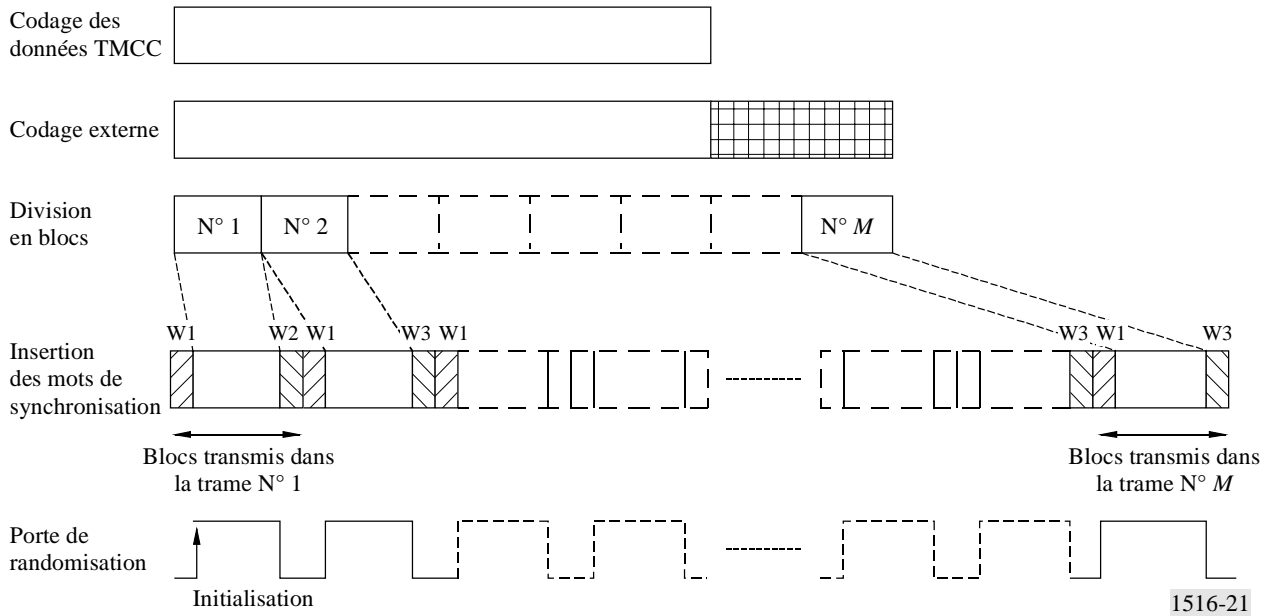 Codage des
données TMCC
Codage externe
Division
en blocs
N° 1
N° 2
N° M
W1
W2
W1
W3
W1
W3
W1
W3
Insertion
des mots de
synchronisation
Blocs transmis dans
la trame N° 1
Blocs transmis dans
la trame N° M
Porte de
randomisation
Initialisation
1516-21